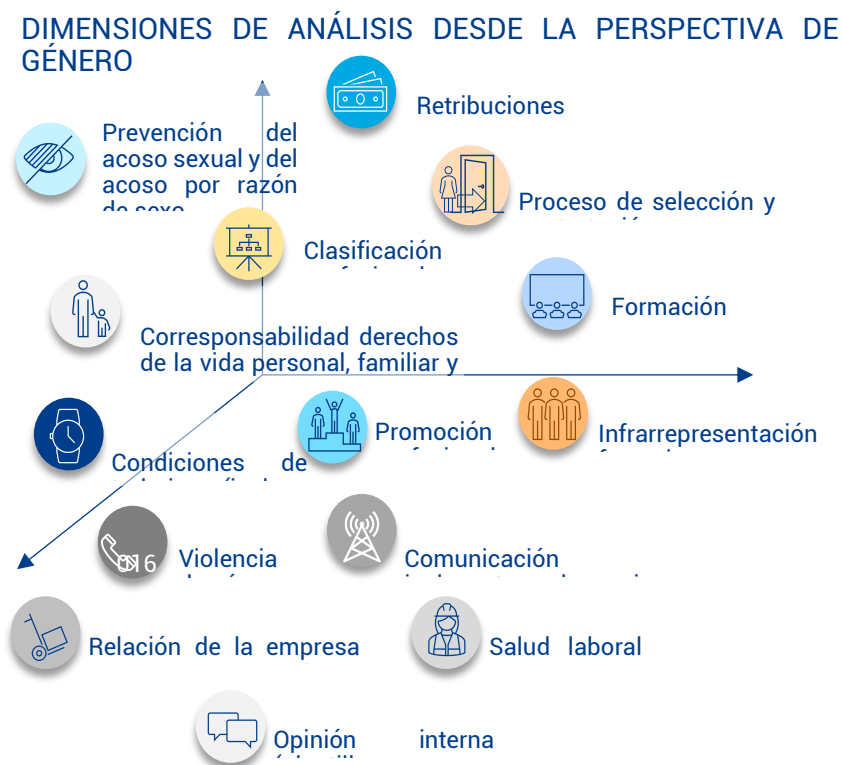 DIMENSIONES DE ANÁLISIS DESDE LA PERSPECTIVA DE
GÉNERO
Retribuciones
Prevención del
acoso sexual y del
acoso por razón
de sexo
Proceso de selección y
Clasificación
Formación
Corresponsabilidad derechos
de la vida personal, familiar y
Promoción
Infrarrepresentación
Condiciones de
016
Violencia
Comunicación
Relación de la empresa
Salud laboral
Opinión interna